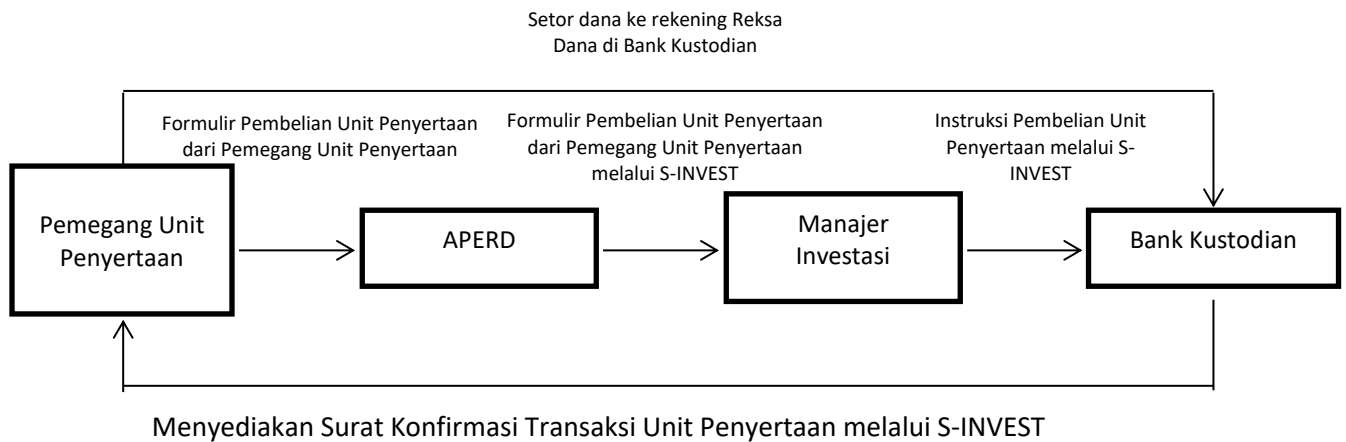 Setor dana ke rekening Reksa
Dana di Bank Kustodian
Formulir Pembelian Unit Penyertaan
dari Pemegang Unit Penyertaan
Formulir Pembelian Unit Penyertaan
dari Pemegang Unit Penyertaan
melalui S-INVEST
Instruksi Pembelian Unit
Penyertaan melalui S-
INVEST
Pemegang Unit
Penyertaan
APERD
Manajer
Investasi
Bank Kustodian
Menyediakan Surat Konfirmasi Transaksi Unit Penyertaan melalui S-INVEST